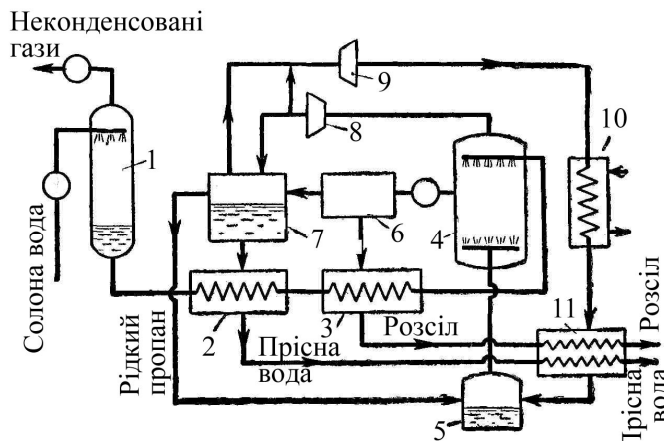 Неконденсовані
гази
9
8
10
1
4
6
7
Солона вода
2
3
Розсіл
11
Розсіл
Рідкий
пропан
Прісна
вода
5
Прісна
вода